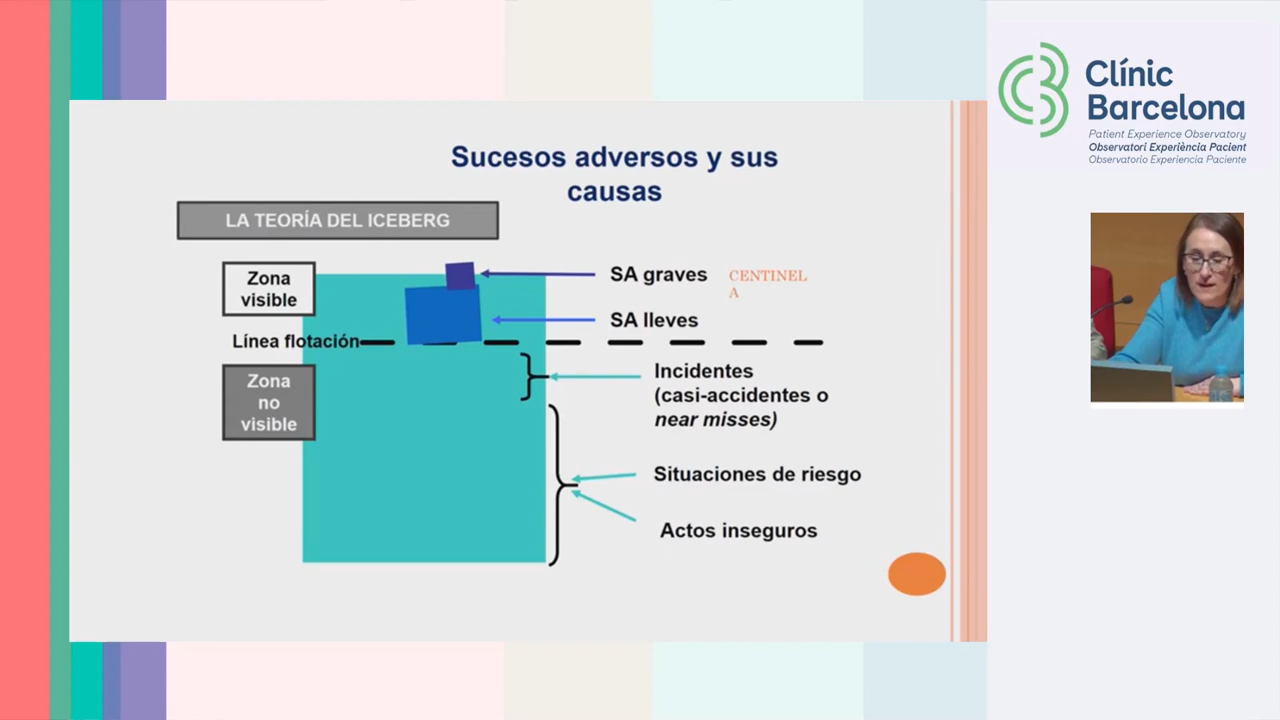 Sucesos adversos y sus
causas
LA TEORÍA DEL ICEBERG
Zona
visible
SA graves
CENTINEL
A
SA lleves
Línea flotación
Zona
no
visible
Incidentes
(casi-accidentes o
near misses)
Situaciones de riesgo
Actos inseguros
Clínic
Barcelona
Patient Experience Observatory
Observatori Experiència Pacient
Observatorio Experiencia Paciente